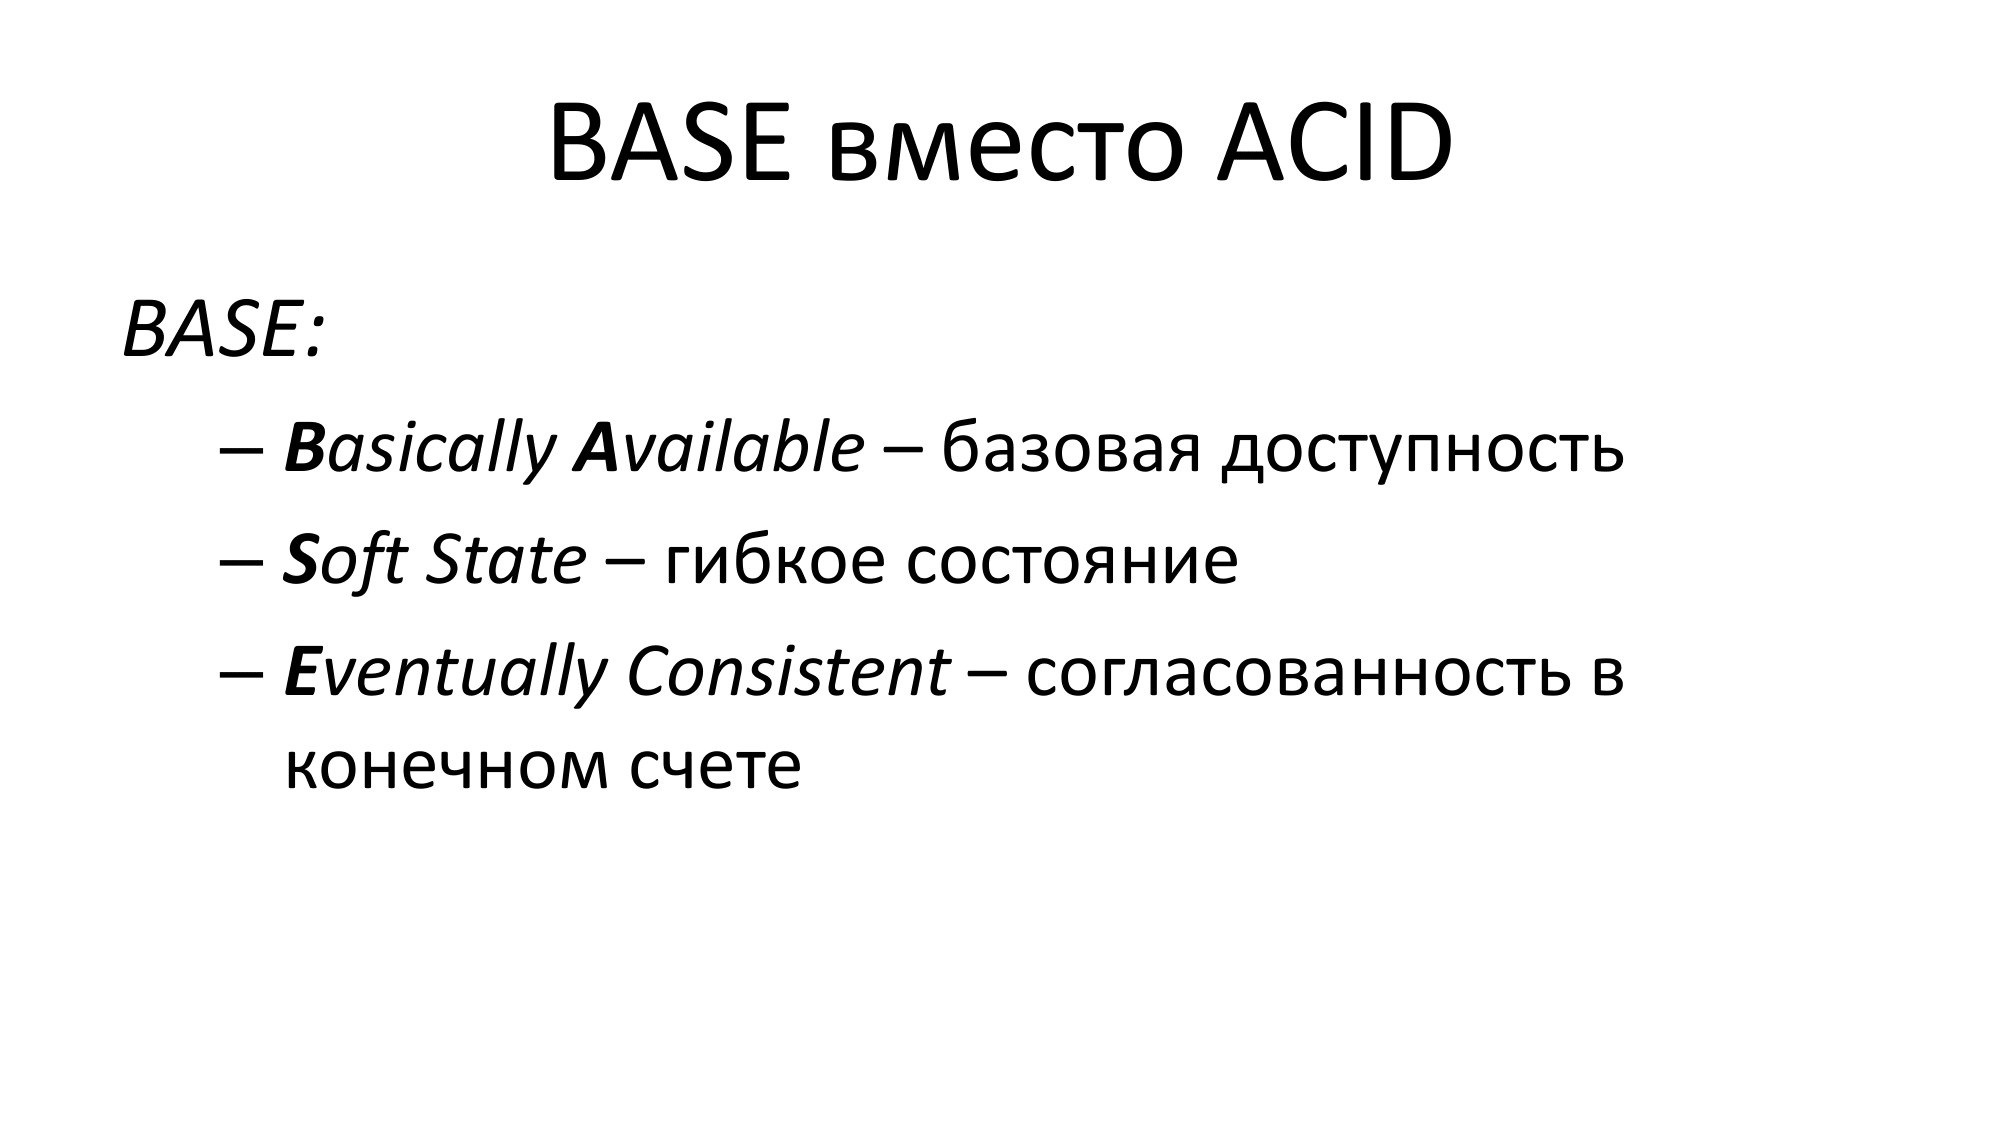 BASE вместо ACID
BASE:
– Basically Available – базовая доступность
– Soft State – гибкое состояние
– Eventually Consistent – согласованность в
конечном счете